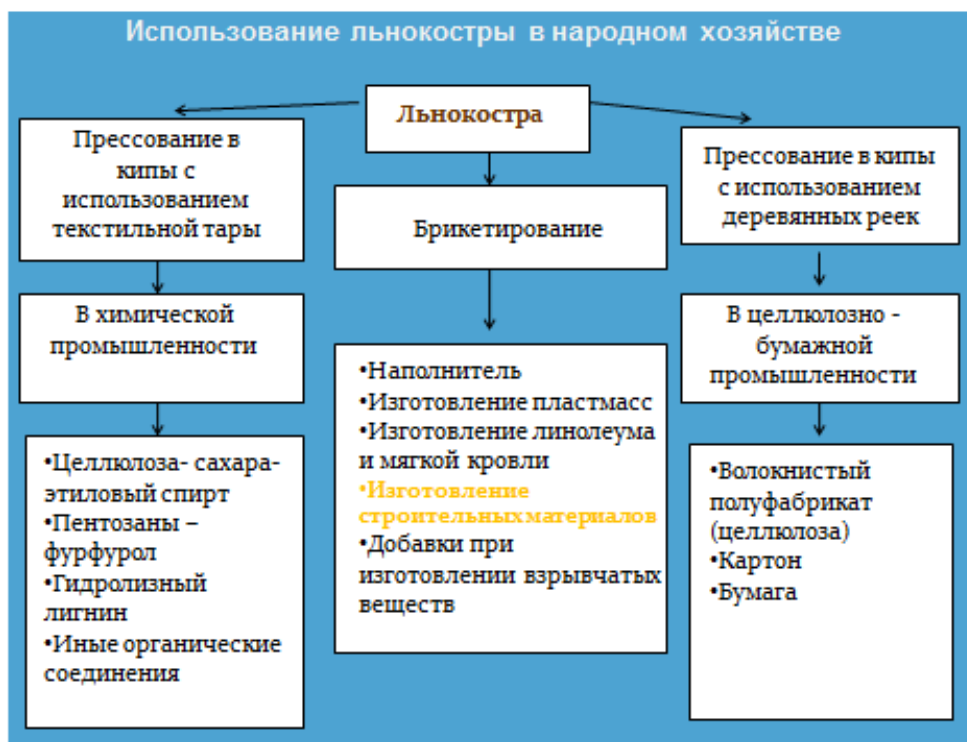 Использование льнокостры в народном хозяйстве
Льнокостра
Прессование в
кипы с
использованием
текстильной тары
Брикетирование
Прессование в кипы
с использованием
деревянных реек
В химической
промышленности
В целлюлозно -
бумажной
промышленности
•Целлюлоза- сахара-
этиловый спирт
•Пентозаны –
фурфурол
•Гидролизный
лигнин
•Иные органические
соединения
•Наполнитель
•Изготовление пластмасс
•Изготовление линолеума
и мягкой кровли
•Изготовление
строительных материалов
•Добавки при
изготовлении взрывчатых
веществ
•Волокнистый
полуфабрикат
(целлюлоза)
•Картон
•Бумага